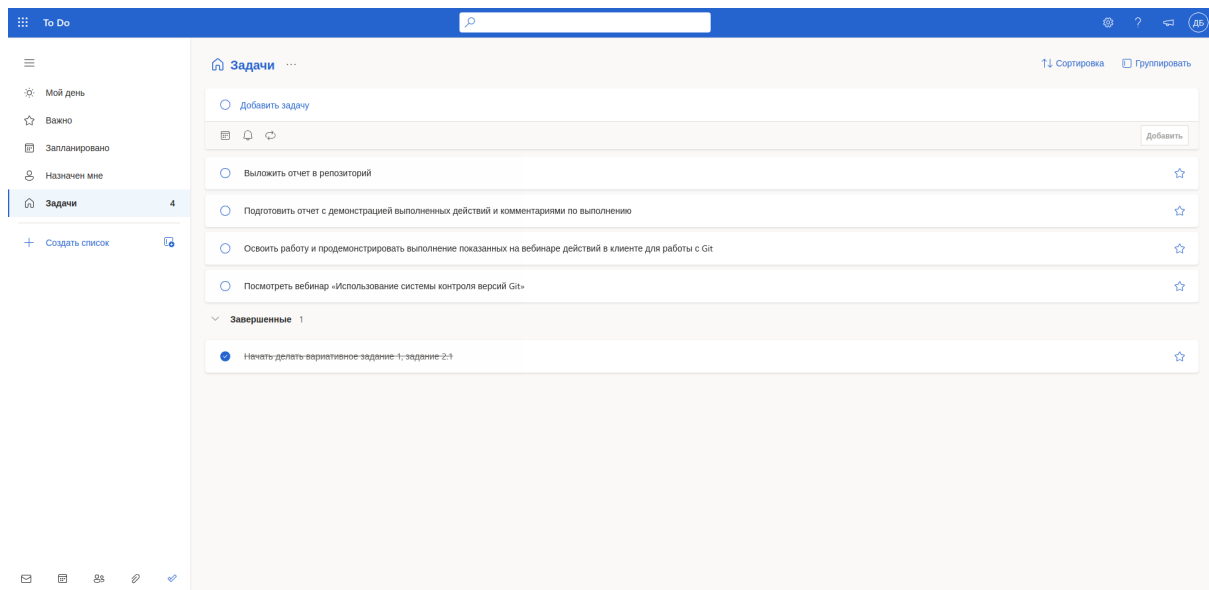 To Do
ДБ
Задачи
Сортировка
Группировать
Мой день
Важно
Запланировано
Назначен мне
Задачи 4
Создать список
Добавить задачу
Добавить
Выложить отчет в репозиторий
Подготовить отчет с демонстрацией выполненных действий и комментариями по выполнению
Освоить работу и продемонстрировать выполнение показанных на вебинаре действий в клиенте для работы с Git
Посмотреть вебинар «Использование системы контроля версий Git»
Завершенные 1
Начать делать вариативное задание 1, задание 2.1